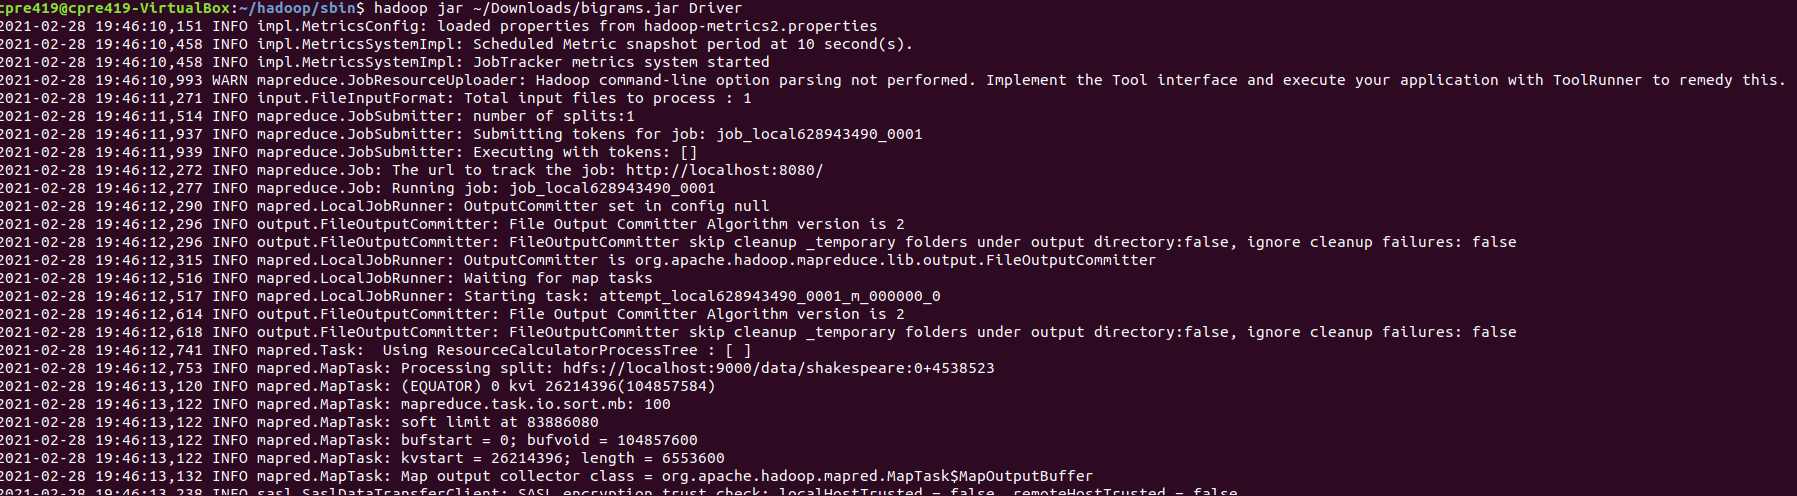 cpre419@cpre419-VirtualBox:~/hadoop/sbin$ hadoop jar ~/Downloads/bigrams.jar Driver
2021-02-28 19:46:10,151 INFO impl.MetricsConfig: loaded properties from hadoop-metrics2.properties
2021-02-28 19:46:10,458 INFO impl.MetricsSystemImpl: Scheduled Metric snapshot period at 10 second(s).
2021-02-28 19:46:10,458 INFO impl.MetricsSystemImpl: JobTracker metrics system started
2021-02-28 19:46:10,993 WARN mapreduce.JobResourceUploader: Hadoop command-line option parsing not performed. Implement the Tool interface and execute your application with ToolRunner to remedy this.
2021-02-28 19:46:11,271 INFO input.FileInputFormat: Total input files to process : 1
2021-02-28 19:46:11,514 INFO mapreduce.JobSubmitter: number of splits:1
2021-02-28 19:46:11,937 INFO mapreduce.JobSubmitter: Submitting tokens for job: job_local628943490_0001
2021-02-28 19:46:11,939 INFO mapreduce.JobSubmitter: Executing with tokens: []
2021-02-28 19:46:12,272 INFO mapreduce.Job: The url to track the job: http://localhost:8080/
2021-02-28 19:46:12,277 INFO mapreduce.Job: Running job: job_local628943490_0001
2021-02-28 19:46:12,290 INFO mapred.LocalJobRunner: OutputCommitter set in config null
2021-02-28 19:46:12,296 INFO output.FileOutputCommitter: File Output Committer Algorithm version is 2
2021-02-28 19:46:12,296 INFO output.FileOutputCommitter: FileOutputCommitter skip cleanup _temporary folders under output directory:false, ignore cleanup failures: false
2021-02-28 19:46:12,315 INFO mapred.LocalJobRunner: OutputCommitter is org.apache.hadoop.mapreduce.lib.output.FileOutputCommitter
2021-02-28 19:46:12,516 INFO mapred.LocalJobRunner: Waiting for map tasks
2021-02-28 19:46:12,517 INFO mapred.LocalJobRunner: Starting task: attempt_local628943490_0001_m_000000_0
2021-02-28 19:46:12,614 INFO output.FileOutputCommitter: File Output Committer Algorithm version is 2
2021-02-28 19:46:12,618 INFO output.FileOutputCommitter: FileOutputCommitter skip cleanup _temporary folders under output directory:false, ignore cleanup failures: false
2021-02-28 19:46:12,741 INFO mapred.Task:  Using ResourceCalculatorProcessTree : [ ]
2021-02-28 19:46:12,753 INFO mapred.MapTask: Processing split: hdfs://localhost:9000/data/shakespeare:0+4538523
2021-02-28 19:46:13,120 INFO mapred.MapTask: (EQUATOR) 0 kvi 26214396(104857584)
2021-02-28 19:46:13,122 INFO mapred.MapTask: mapreduce.task.io.sort.mb: 100
2021-02-28 19:46:13,122 INFO mapred.MapTask: soft limit at 83886080
2021-02-28 19:46:13,122 INFO mapred.MapTask: bufstart = 0; bufvoid = 104857600
2021-02-28 19:46:13,122 INFO mapred.MapTask: kvstart = 26214396; length = 6553600
2021-02-28 19:46:13,132 INFO mapred.MapTask: Map output collector class = org.apache.hadoop.mapred.MapTask$MapOutputBuffer
2021-02-28 19:46:13,238 INFO sasl.SaslDataTransferClient: SASL encryption trust check: localHostTrusted = false, remoteHostTrusted = false